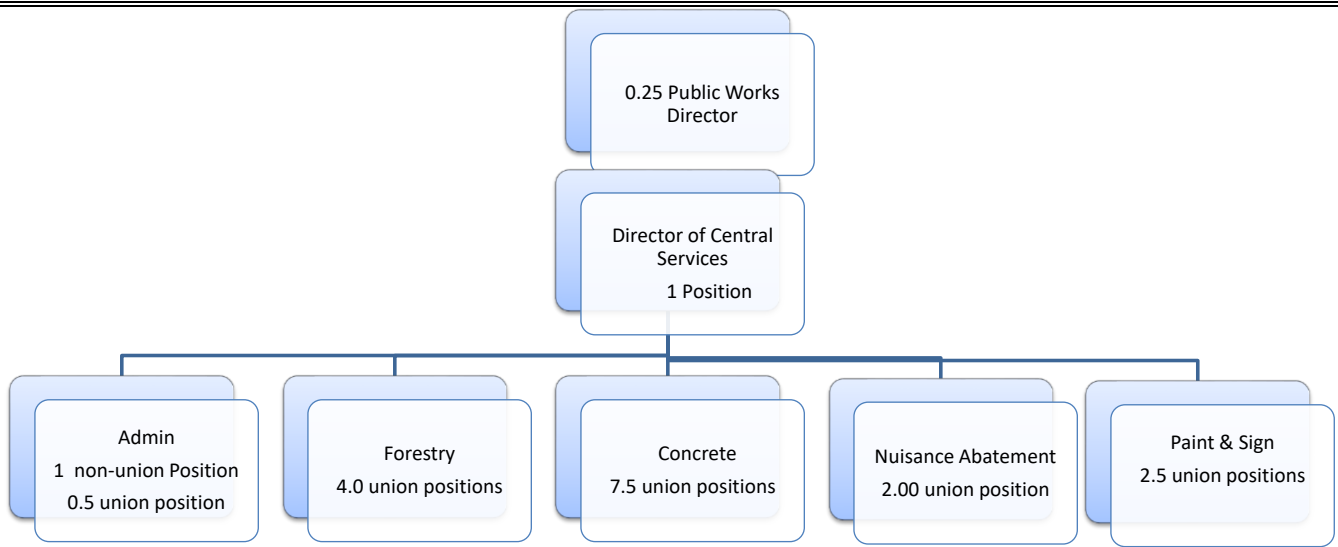 0.25 Public Works
Director
Director of Central
Services
1 Position
Admin
1 non-union Position
0.5 union position
Forestry
4.0 union positions
Concrete
7.5 union positions
Nuisance Abatement
2.00 union position
Paint & Sign
2.5 union positions